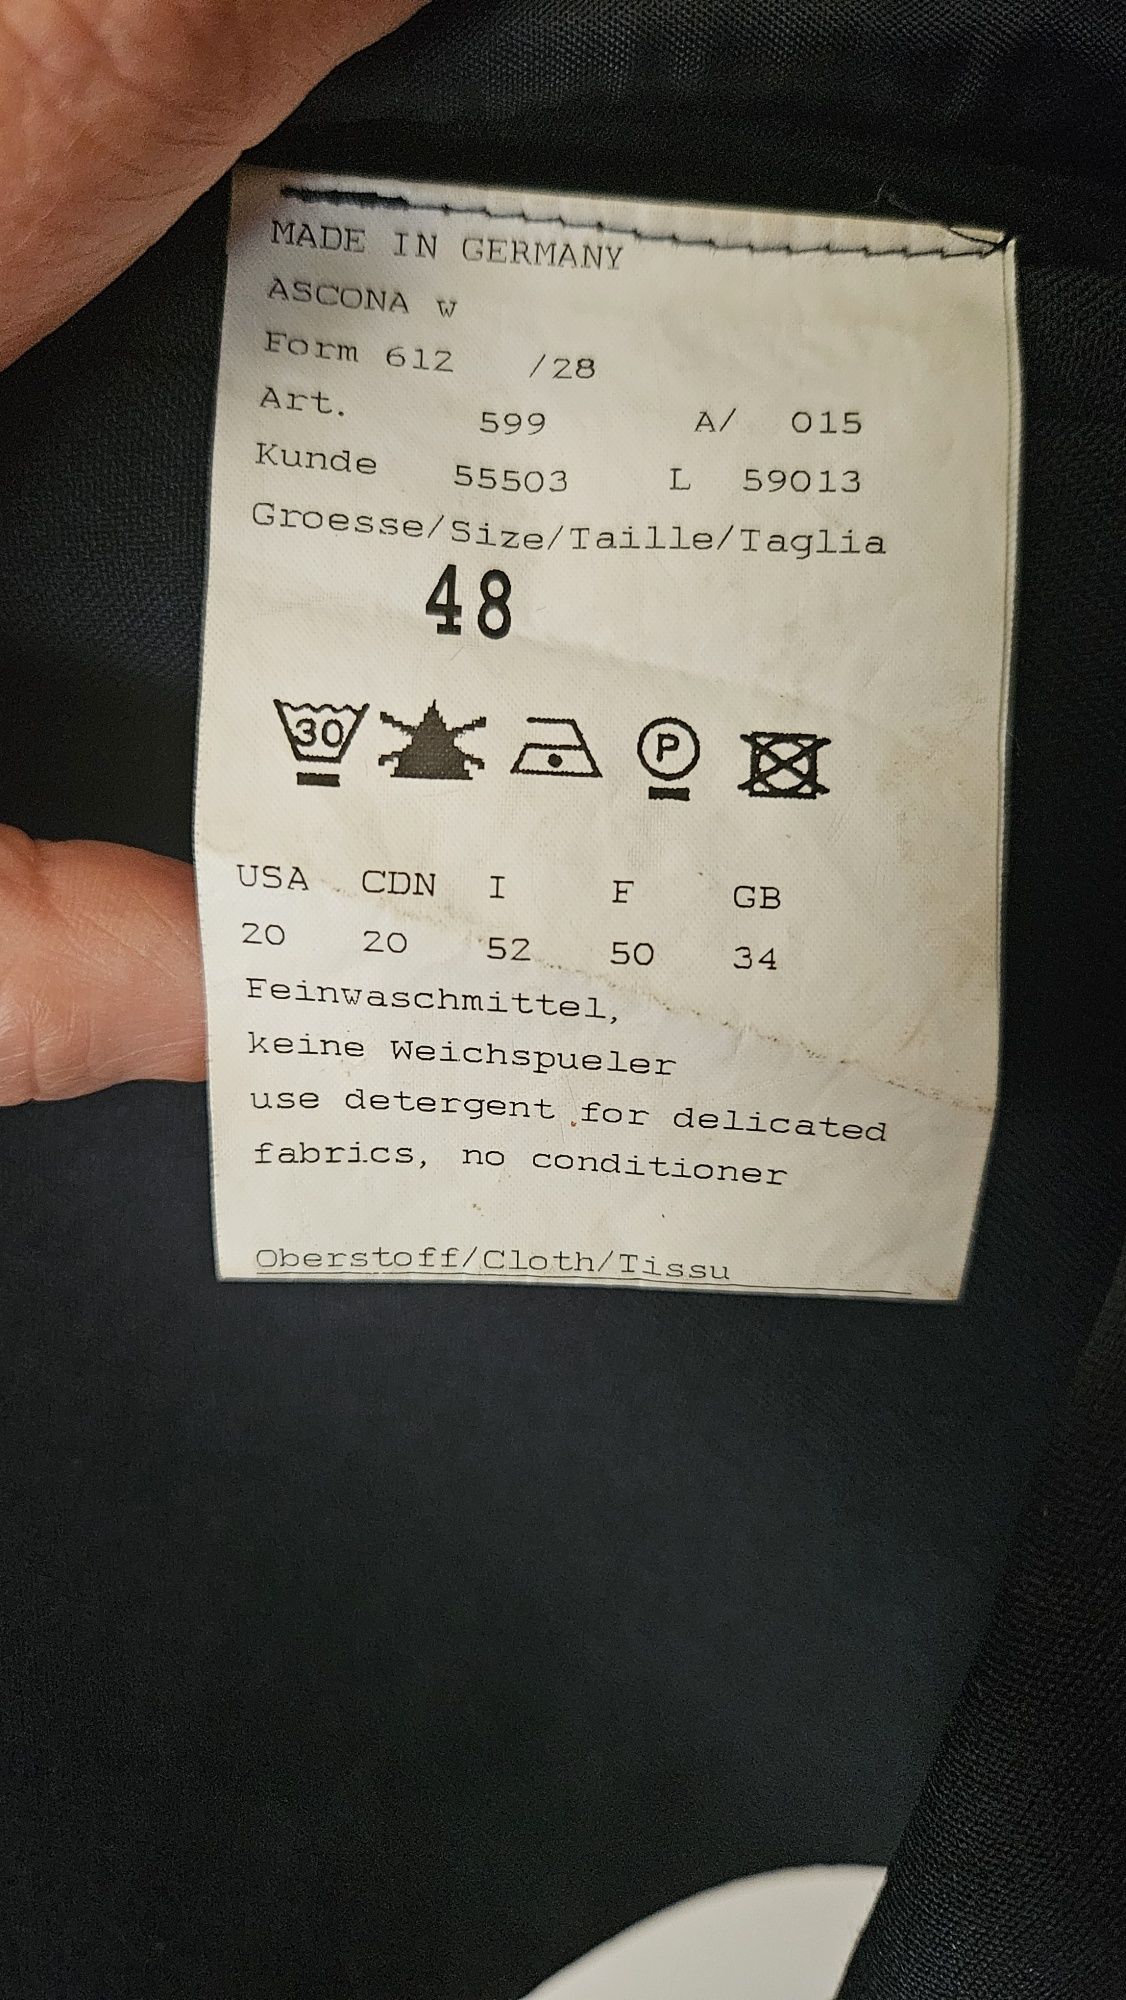 MADE IN GERMANY
ASCONA W
Form 612 /28
Art. 599 A/ 015
Kunde 55503 L 59013
Groesse/Size/Taille/Taglia
48
30 P
USA CDN I F GB
20 20 52 50 34
Feinwaschmittel,
keine Weichspueler
use detergent for delicated
fabrics, no conditioner
Oberstoff/Cloth/Tissu